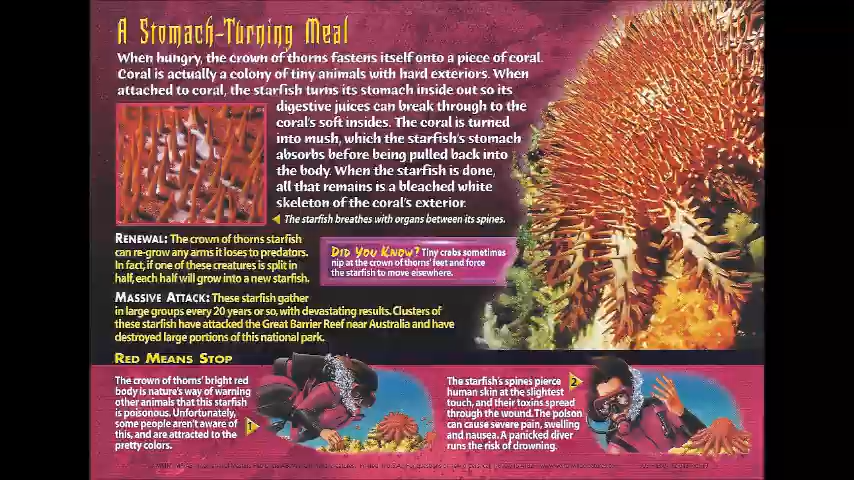 A Stomach-Turning Meal
When hungry, the crown of thorns fastens itself onto a piece of coral.
Coral is actually a colony of tiny animals with hard exteriors. When
attached to coral, the starfish turns its stomach inside out so its
digestive juices can break through to the
coral's soft insides. The coral is turned
into mush, which the starfish's stomach
absorbs before being pulled back into
the body. When the starfish is done,
all that remains is a bleached white
skeleton of the coral's exterior.
The starfish breathes with organs between its spines.
RENEWAL: The crown of thorns starfish
can re-grow any arms it loses to predators.
In fact, if one of these creatures is split in
half, each half will grow into a new starfish.
DID YOU KNOW? Tiny crabs sometimes
nip at the crown of thorns' feet and force
the starfish to move elsewhere.
MASSIVE ATTACK: These starfish gather
in large groups every 20 years or so, with devastating results. Clusters of
these starfish have attacked the Great Barrier Reef near Australia and have
destroyed large portions of this national park.
RED MEANS STOP
The crown of thorns' bright red
body is nature's way of warning
other animals that this starfish
is poisonous. Unfortunately,
some people aren't aware of
this, and are attracted to the
pretty colors.
1
The starfish's spines pierce
human skin at the slightest
touch, and their toxins spread
through the wound. The poison
can cause severe pain, swelling
and nausea. A panicked diver
runs the risk of drowning.
2